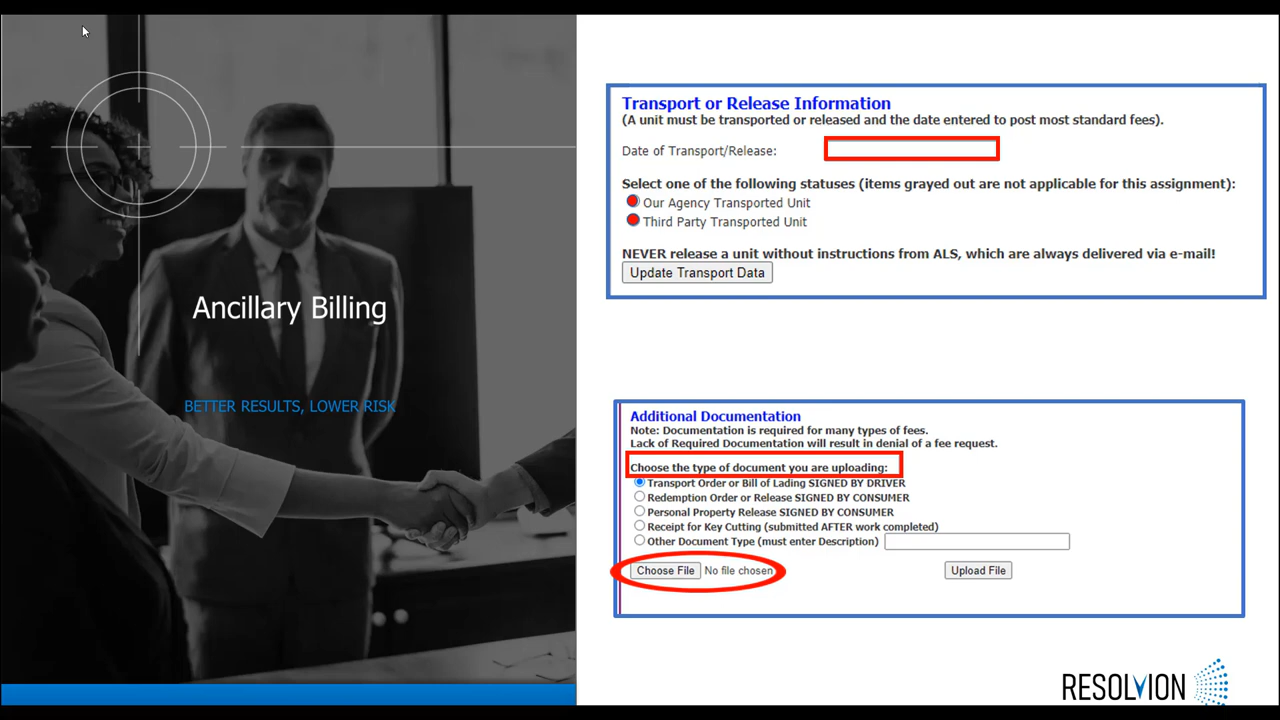 Ancillary Billing
BETTER RESULTS, LOWER RISK
Transport or Release Information
(A unit must be transported or released and the date entered to post most standard fees).
Date of Transport/Release:
Select one of the following statuses (items grayed out are not applicable for this assignment):
Our Agency Transported Unit
Third Party Transported Unit
NEVER release a unit without instructions from ALS, which are always delivered via e-mail!
Update Transport Data
Additional Documentation
Note: Documentation is required for many types of fees.
Lack of Required Documentation will result in denial of a fee request.
Choose the type of document you are uploading:
Transport Order or Bill of Lading SIGNED BY DRIVER
Redemption Order or Release SIGNED BY CONSUMER
Personal Property Release SIGNED BY CONSUMER
Receipt for Key Cutting (submitted AFTER work completed)
Other Document Type (must enter Description)
Choose File No file chosen Upload File
RESOLVION